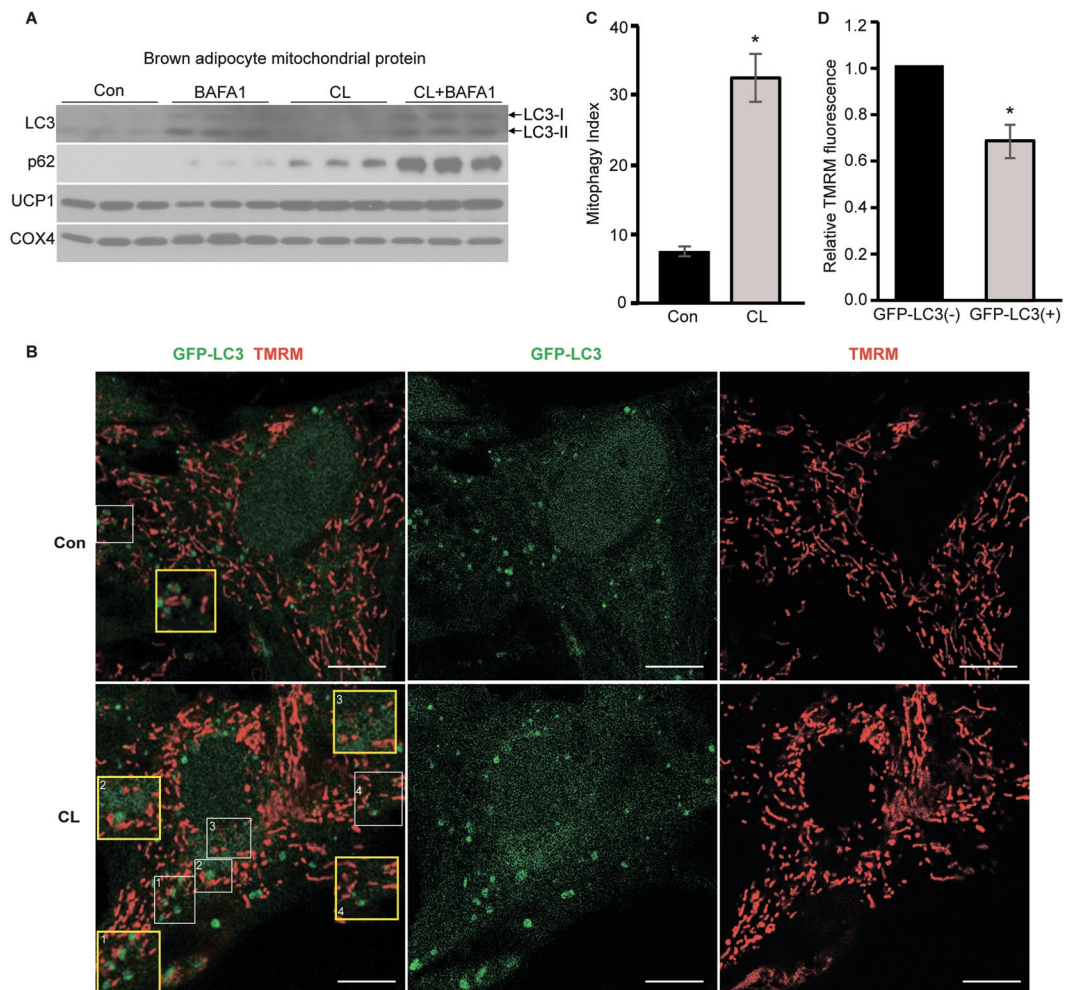 A
Brown adipocyte mitochondrial protein
Con BAFA1 CL CL+BAFA1
LC3
LC3-I
LC3-II
p62
UCP1
COX4
C
Mitophagy Index
40
30
20
10
0
*
Con CL
D
Relative TMRM fluorescence
1.2
1.0
0.8
0.6
0.4
0.2
0.0
*
GFP-LC3(-) GFP-LC3(+)
B
GFP-LC3 TMRM
GFP-LC3
TMRM
Con
CL
3
2
4
3
2
1
4
1